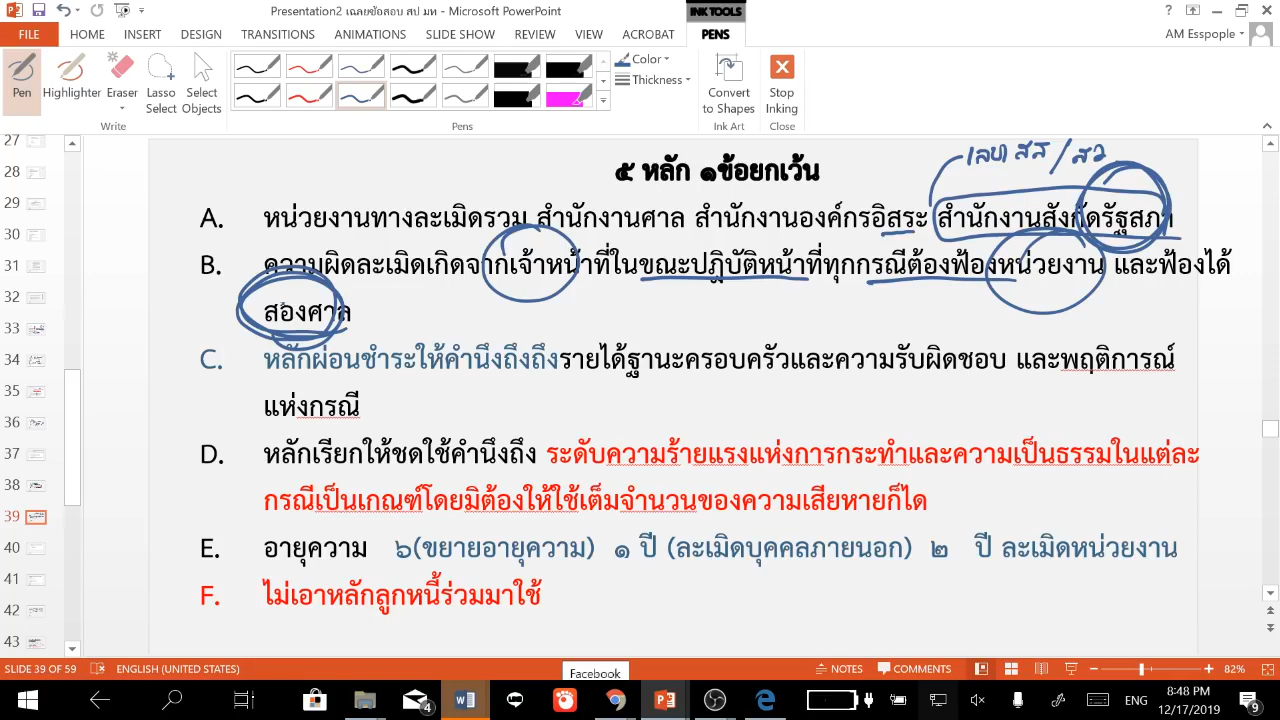 Presentation2 เฉลยข้อสอบ สป มท - Microsoft PowerPoint
INK TOOLS
FILE HOME INSERT DESIGN TRANSITIONS ANIMATIONS SLIDE SHOW REVIEW VIEW ACROBAT PENS
AM Esspople
Pen Highlighter Eraser Lasso Select Select Objects
Color
Thickness
Convert to Shapes
Stop Inking
Write Pens Ink Art Close
27
28
29
30
31
32
33
34
35
36
37
38
39
40
41
42
43
๕ หลัก ๑ข้อยกเว้น
สส / สว
A. หน่วยงานทางละเมิดรวม สำนักงานศาล สำนักงานองค์กรอิสระ สำนักงานสังกัดรัฐสภา
B. ความผิดละเมิดเกิดจากเจ้าหน้าที่ในขณะปฏิบัติหน้าที่ทุกกรณีต้องฟ้องหน่วยงาน และฟ้องได้
สองศาล
C. หลักผ่อนชำระให้คำนึงถึงถึงรายได้ฐานะครอบครัวและความรับผิดชอบ และพฤติการณ์
แห่งกรณี
D. หลักเรียกให้ชดใช้คำนึงถึง ระดับความร้ายแรงแห่งการกระทำและความเป็นธรรมในแต่ละ
กรณีเป็นเกณฑ์โดยมิต้องให้ใช้เต็มจำนวนของความเสียหายก็ได
E. อายุความ ๖(ขยายอายุความ) ๑ ปี (ละเมิดบุคคลภายนอก) ๒ ปี ละเมิดหน่วยงาน
F. ไม่เอาหลักลูกหนี้ร่วมมาใช้
SLIDE 39 OF 59 ENGLISH (UNITED STATES) NOTES COMMENTS 82%
Facebook
4
ENG
8:48 PM
12/17/2019
9